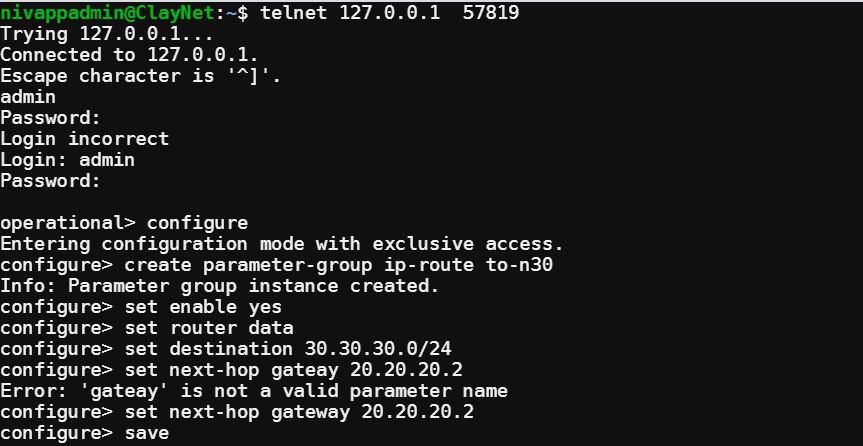 nivappadmin@ClayNet:~$ telnet 127.0.0.1  57819
Trying 127.0.0.1...
Connected to 127.0.0.1.
Escape character is '^]'.
admin
Password:
Login incorrect
Login: admin
Password:
operational> configure
Entering configuration mode with exclusive access.
configure> create parameter-group ip-route to-n30
Info: Parameter group instance created.
configure> set enable yes
configure> set router data
configure> set destination 30.30.30.0/24
configure> set next-hop gateay 20.20.20.2
Error: 'gateay' is not a valid parameter name
configure> set next-hop gateway 20.20.20.2
configure> save